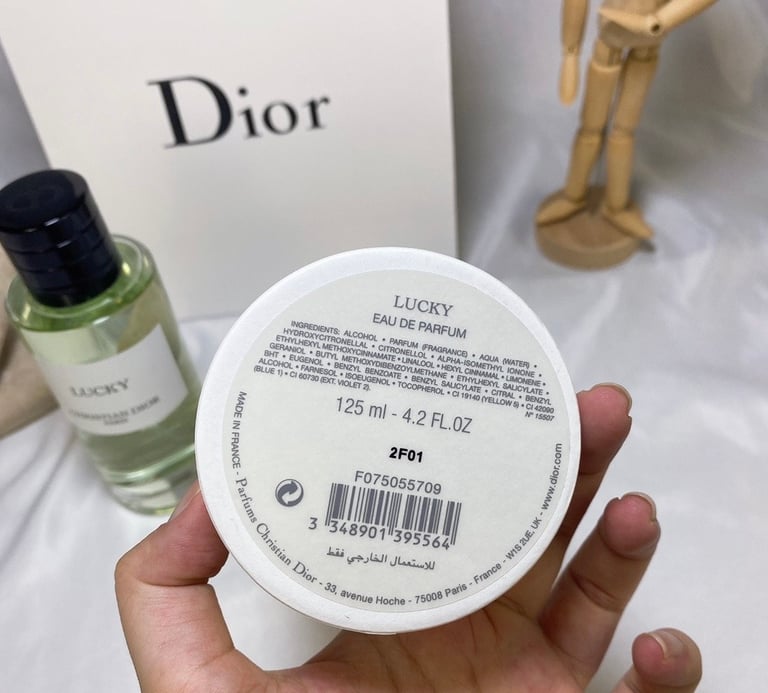 Dior
LUCKY
CHRISTIAN DIOR
PARIS
LUCKY
EAU DE PARFUM
INGREDIENTS: ALCOHOL • PARFUM (FRAGRANCE) • AQUA (WATER) •
HYDROXYCITRONELLAL • CITRONELLOL • ALPHA-ISOMETHYL IONONE •
ETHYLHEXYL METHOXYCINNAMATE • LINALOOL • HEXYL CINNAMAL • LIMONENE •
GERANIOL • BUTYL METHOXYDIBENZOYLMETHANE • ETHYLHEXYL SALICYLATE •
BHT • EUGENOL • BENZYL BENZOATE • BENZYL SALICYLATE • CITRAL • BENZYL
ALCOHOL • FARNESOL • ISOEUGENOL • TOCOPHEROL • CI 19140 (YELLOW 5) • CI 42090
(BLUE 1) • CI 60730 (EXT. VIOLET 2).
N° 15507
125 ml - 4.2 FL.OZ
2F01
F075055709
3 348901 395564
للاستعمال الخارجي فقط
MADE IN FRANCE - Parfums Christian Dior - 33, avenue Hoche - 75008 Paris - France - W1S 2UE UK - www.dior.com